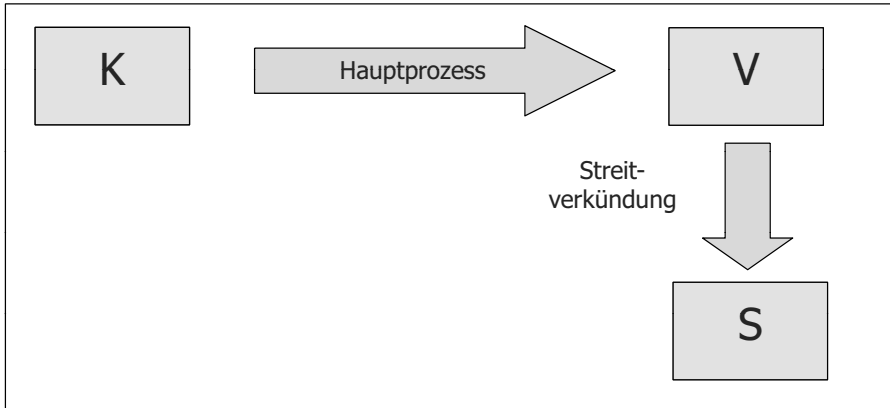 K
Hauptprozess
V
Streit-
verkündung
S